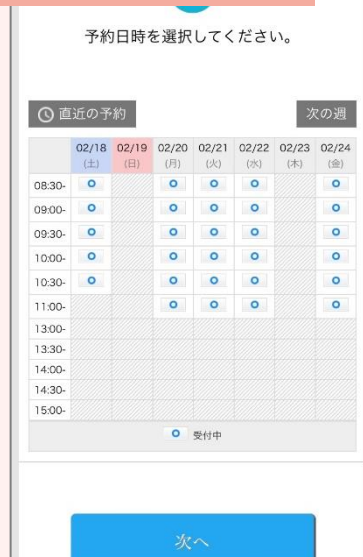 予約日時を選択してください。
直近の予約 次の週
02/18 02/19 02/20 02/21 02/22 02/23 02/24
(土) (日) (月) (火) (水) (木) (金)
08:30-
09:00-
09:30-
10:00-
10:30-
11:00-
13:00-
13:30-
14:00-
14:30-
15:00-
受付中
次へ